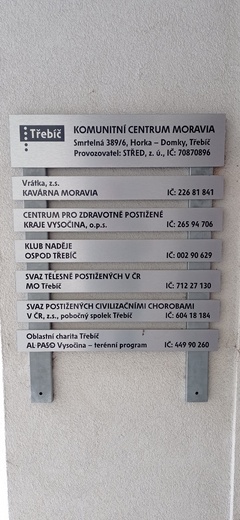 Třebíč
KOMUNITNÍ CENTRUM MORAVIA
Smrtelná 389/6, Horka – Domky, Třebíč
Provozovatel: STŘED, z. ú., IČ: 70870896
Vrátka, z.s.
KAVÁRNA MORAVIA IČ: 226 81 841
CENTRUM PRO ZDRAVOTNĚ POSTIŽENÉ
KRAJE VYSOČINA, o.p.s. IČ: 265 94 706
KLUB NADĚJE
OSPOD TŘEBÍČ IČ: 002 90 629
SVAZ TĚLESNĚ POSTIŽENÝCH V ČR
MO Třebíč IČ: 712 27 130
SVAZ POSTIŽENÝCH CIVILIZAČNÍMI CHOROBAMI
V ČR, z.s., pobočný spolek Třebíč IČ: 604 18 184
Oblastní charita Třebíč
AL PASO Vysočina – terénní program IČ: 449 90 260